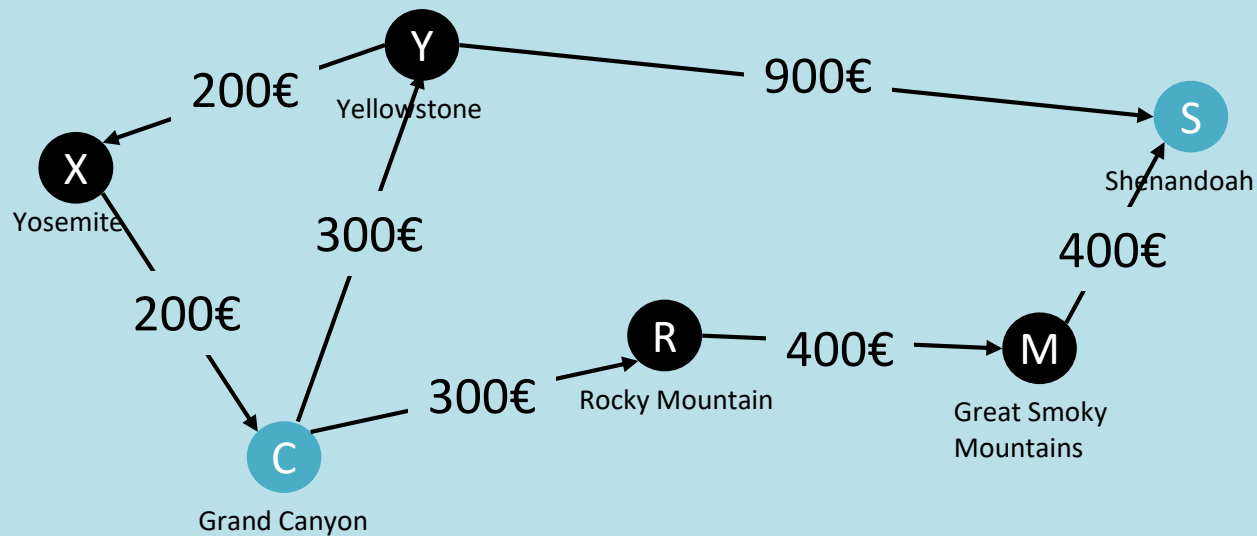 Y
200€
900€
Yellowstone
S
X
Shenandoah
Yosemite
300€
400€
200€
R
400€
M
300€
Rocky Mountain
Great Smoky
Mountains
C
Grand Canyon